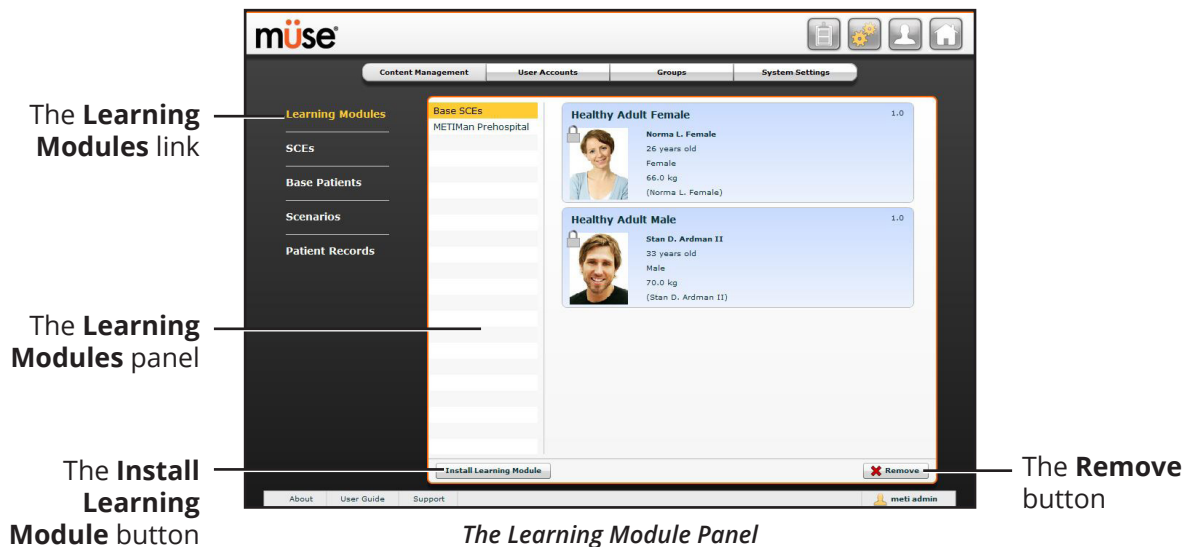 müse
Content Management
User Accounts
Groups
System Settings
The Learning
Modules link
Learning Modules
SCEs
Base Patients
Scenarios
Patient Records
Base SCEs
METIMan Prehospital
Healthy Adult Female
1.0
Norma L. Female
26 years old
Female
66.0 kg
(Norma L. Female)
Healthy Adult Male
1.0
Stan D. Ardman II
33 years old
Male
70.0 kg
(Stan D. Ardman II)
The Learning
Modules panel
The Install
Learning
Module button
Install Learning Module
Remove
The Remove
button
About
User Guide
Support
meti admin
The Learning Module Panel